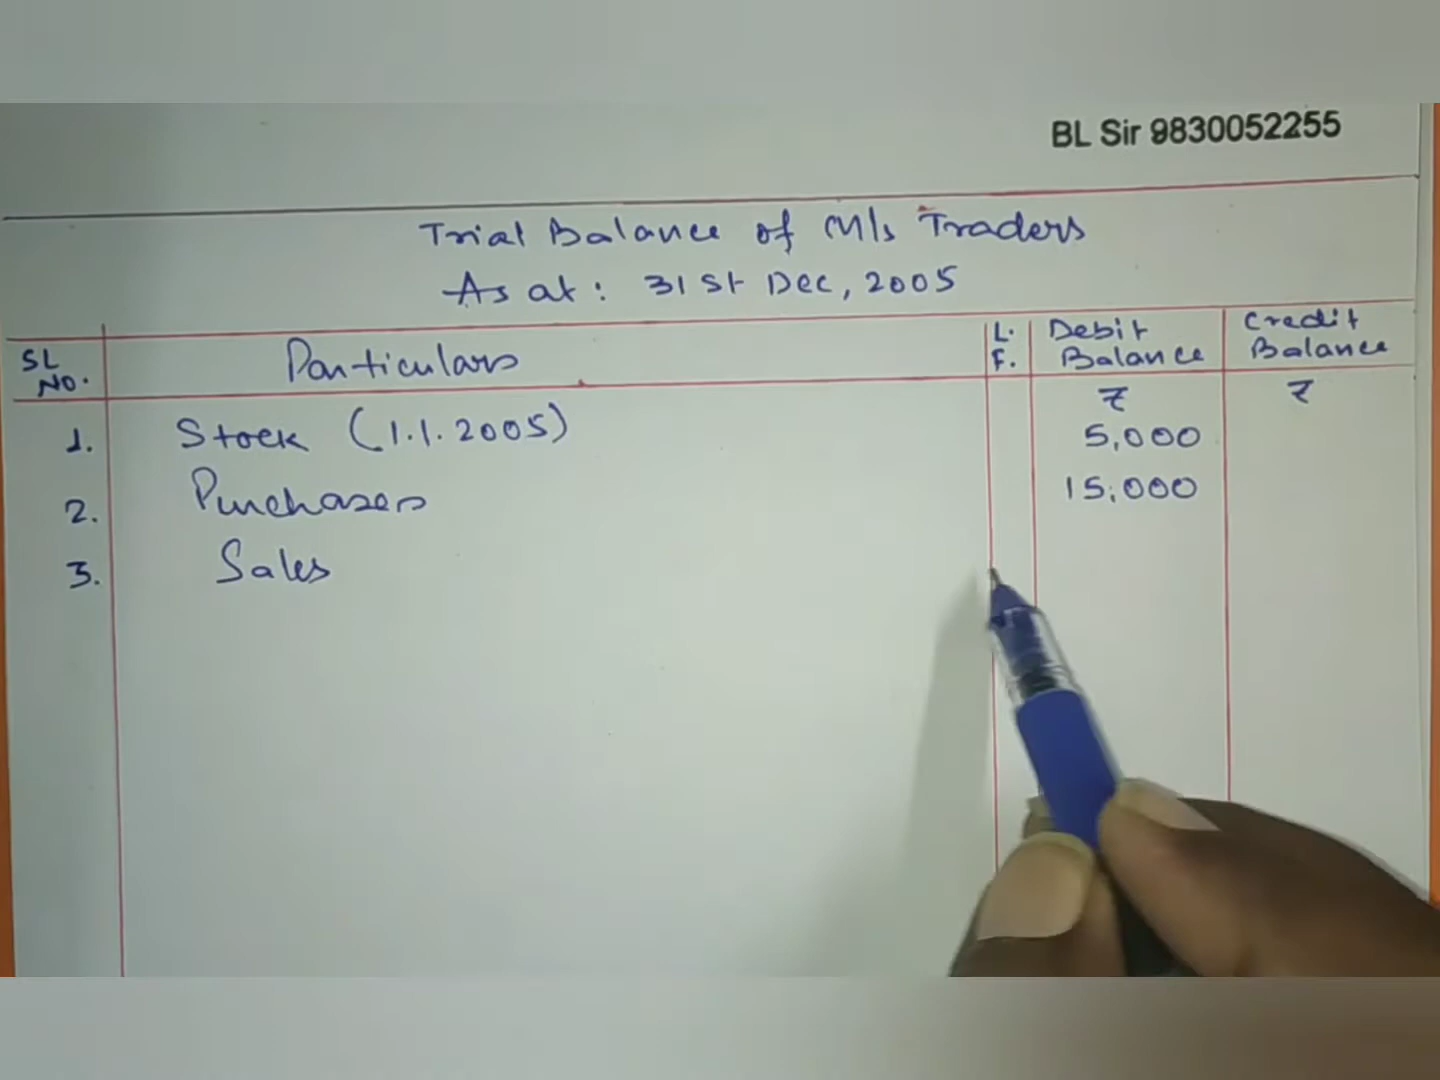 BL Sir 9830052255
Trial Balance of M/s Traders
As at: 31st Dec, 2005
SL No. Particulars L.F. Debit Balance Credit Balance
₹ ₹
1. Stock (1.1.2005) 5,000
2. Purchases 15,000
3. Sales